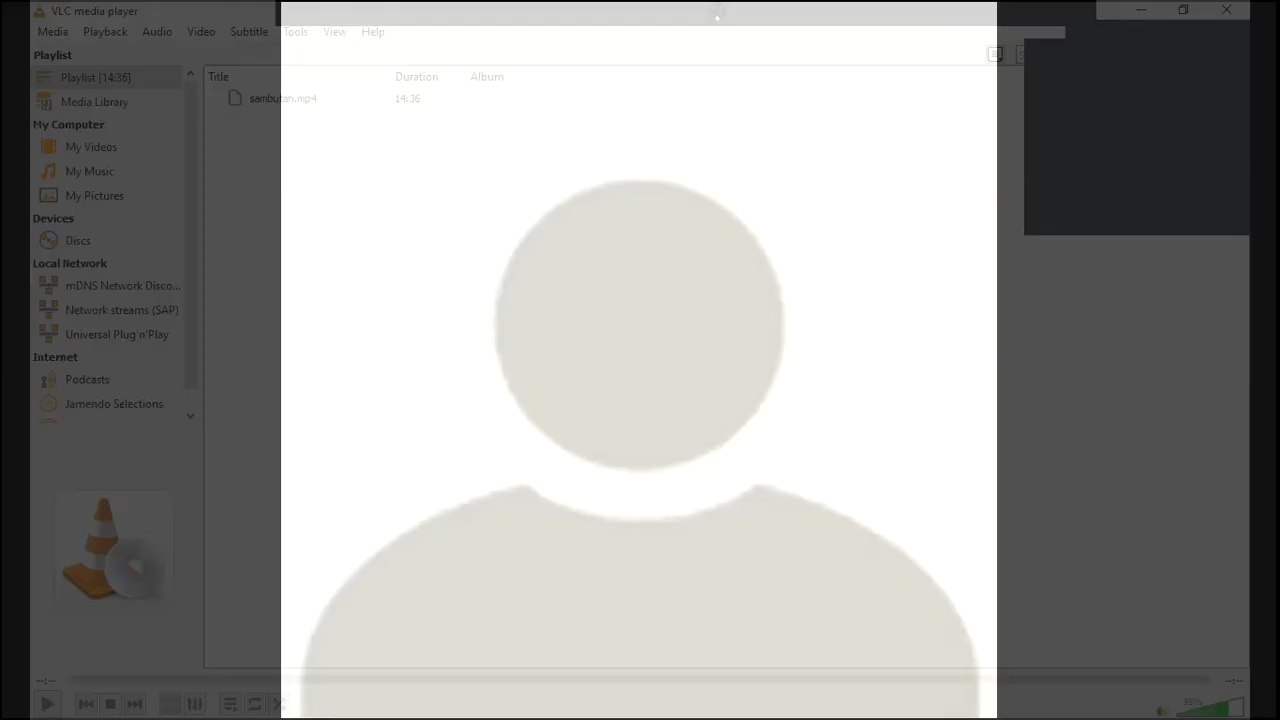 VLC media player
Media Playback Audio Video Subtitle Tools View Help
Playlist
Playlist [14:36]
Media Library
My Computer
My Videos
My Music
My Pictures
Devices
Discs
Local Network
mDNS Network Disco...
Network streams (SAP)
Universal Plug'n'Play
Internet
Podcasts
Jamendo Selections
Title Duration Album
sambutan.mp4 14:36
--:-- --:--
95%